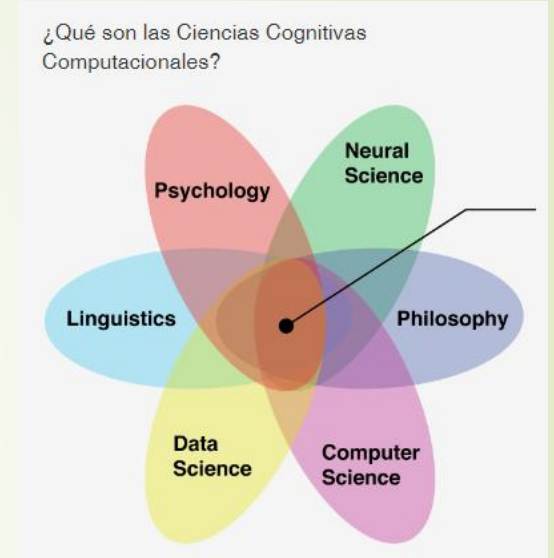 ¿Qué son las Ciencias Cognitivas
Computacionales?
Neural
Science
Psychology
Linguistics
Philosophy
Data
Science
Computer
Science